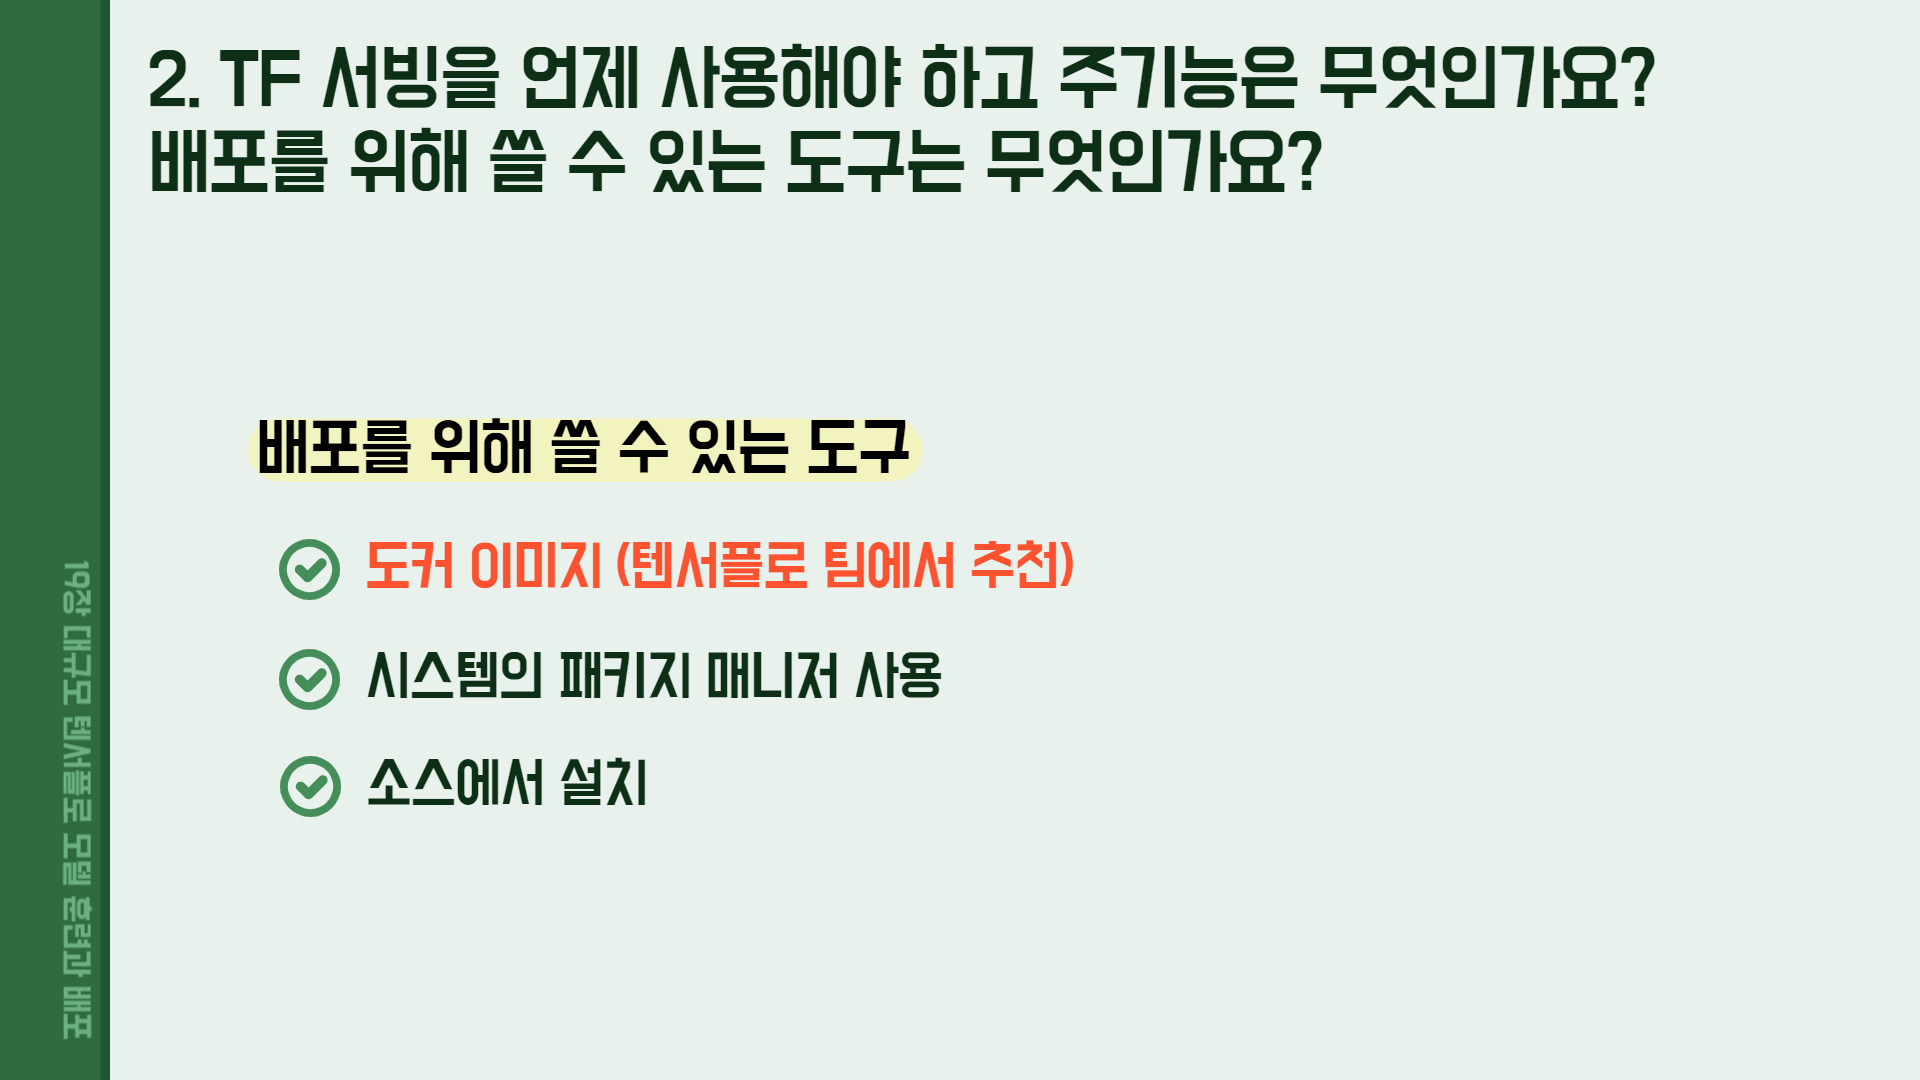 2. TF 서빙을 언제 사용해야 하고 주기능은 무엇인가요?
배포를 위해 쓸 수 있는 도구는 무엇인가요?
배포를 위해 쓸 수 있는 도구
도커 이미지 (텐서플로 팀에서 추천)
시스템의 패키지 매니저 사용
소스에서 설치
19장 대규모 텐서플로 모델 훈련과 배포